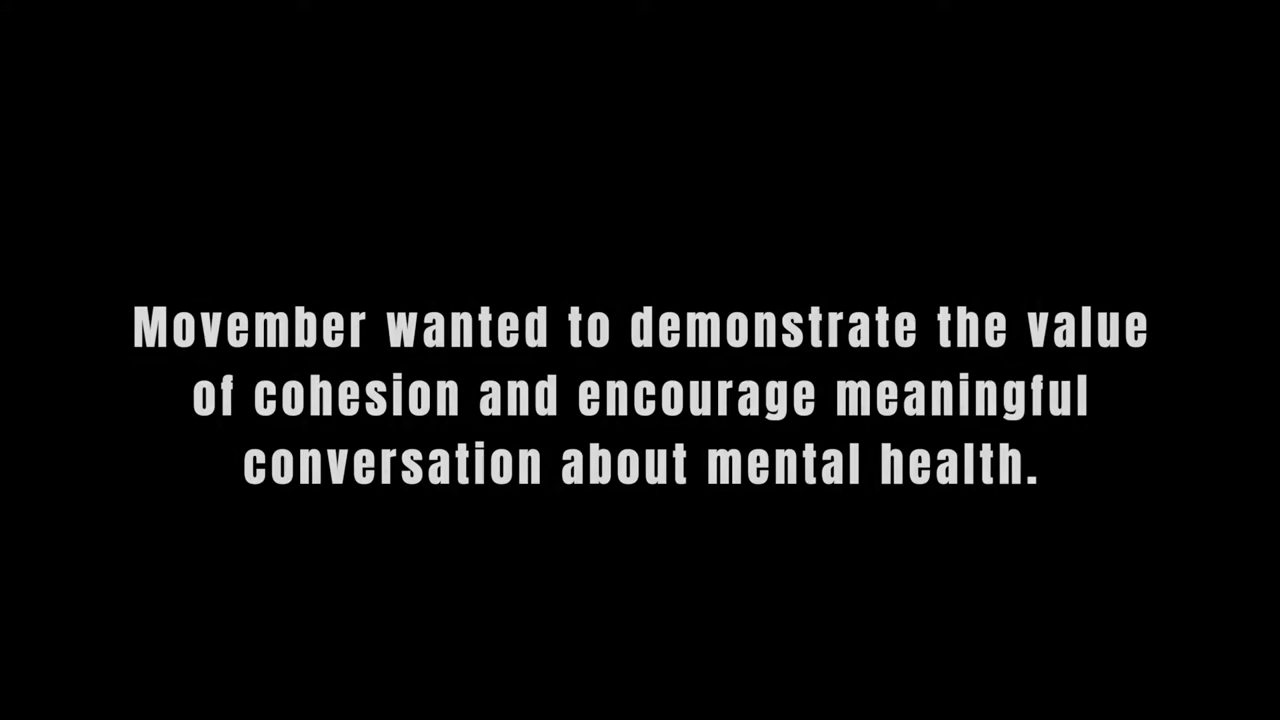 Movember wanted to demonstrate the value
of cohesion and encourage meaningful
conversation about mental health.